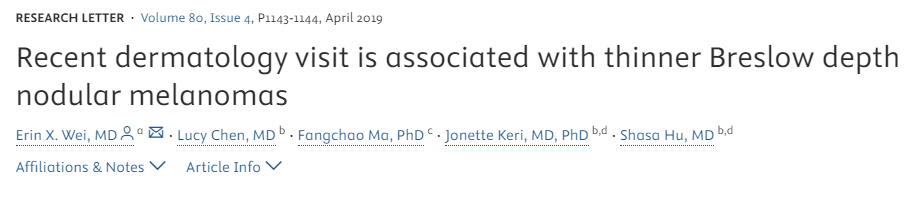 RESEARCH LETTER · Volume 80, Issue 4, P1143-1144, April 2019
Recent dermatology visit is associated with thinner Breslow depth
nodular melanomas
Erin X. Wei, MD a · Lucy Chen, MD b · Fangchao Ma, PhD c · Jonette Keri, MD, PhD b,d · Shasa Hu, MD b,d
Affiliations & Notes Article Info